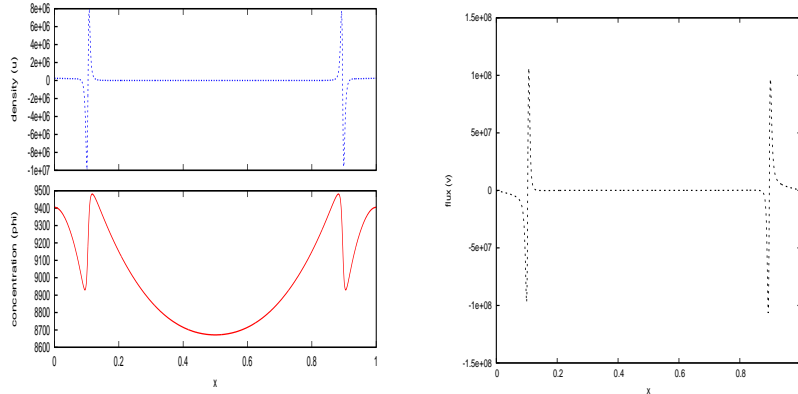 8e+06
6e+06
4e+06
2e+06
0
-2e+06
-4e+06
-6e+06
-8e+06
-1e+07
density (u)
9500
9400
9300
9200
9100
9000
8900
8800
8700
8600
concentration (phi)
0 0.2 0.4 0.6 0.8 1
x
1.5e+08
1e+08
5e+07
0
-5e+07
-1e+08
-1.5e+08
flux (v)
0 0.2 0.4 0.6 0.8
x